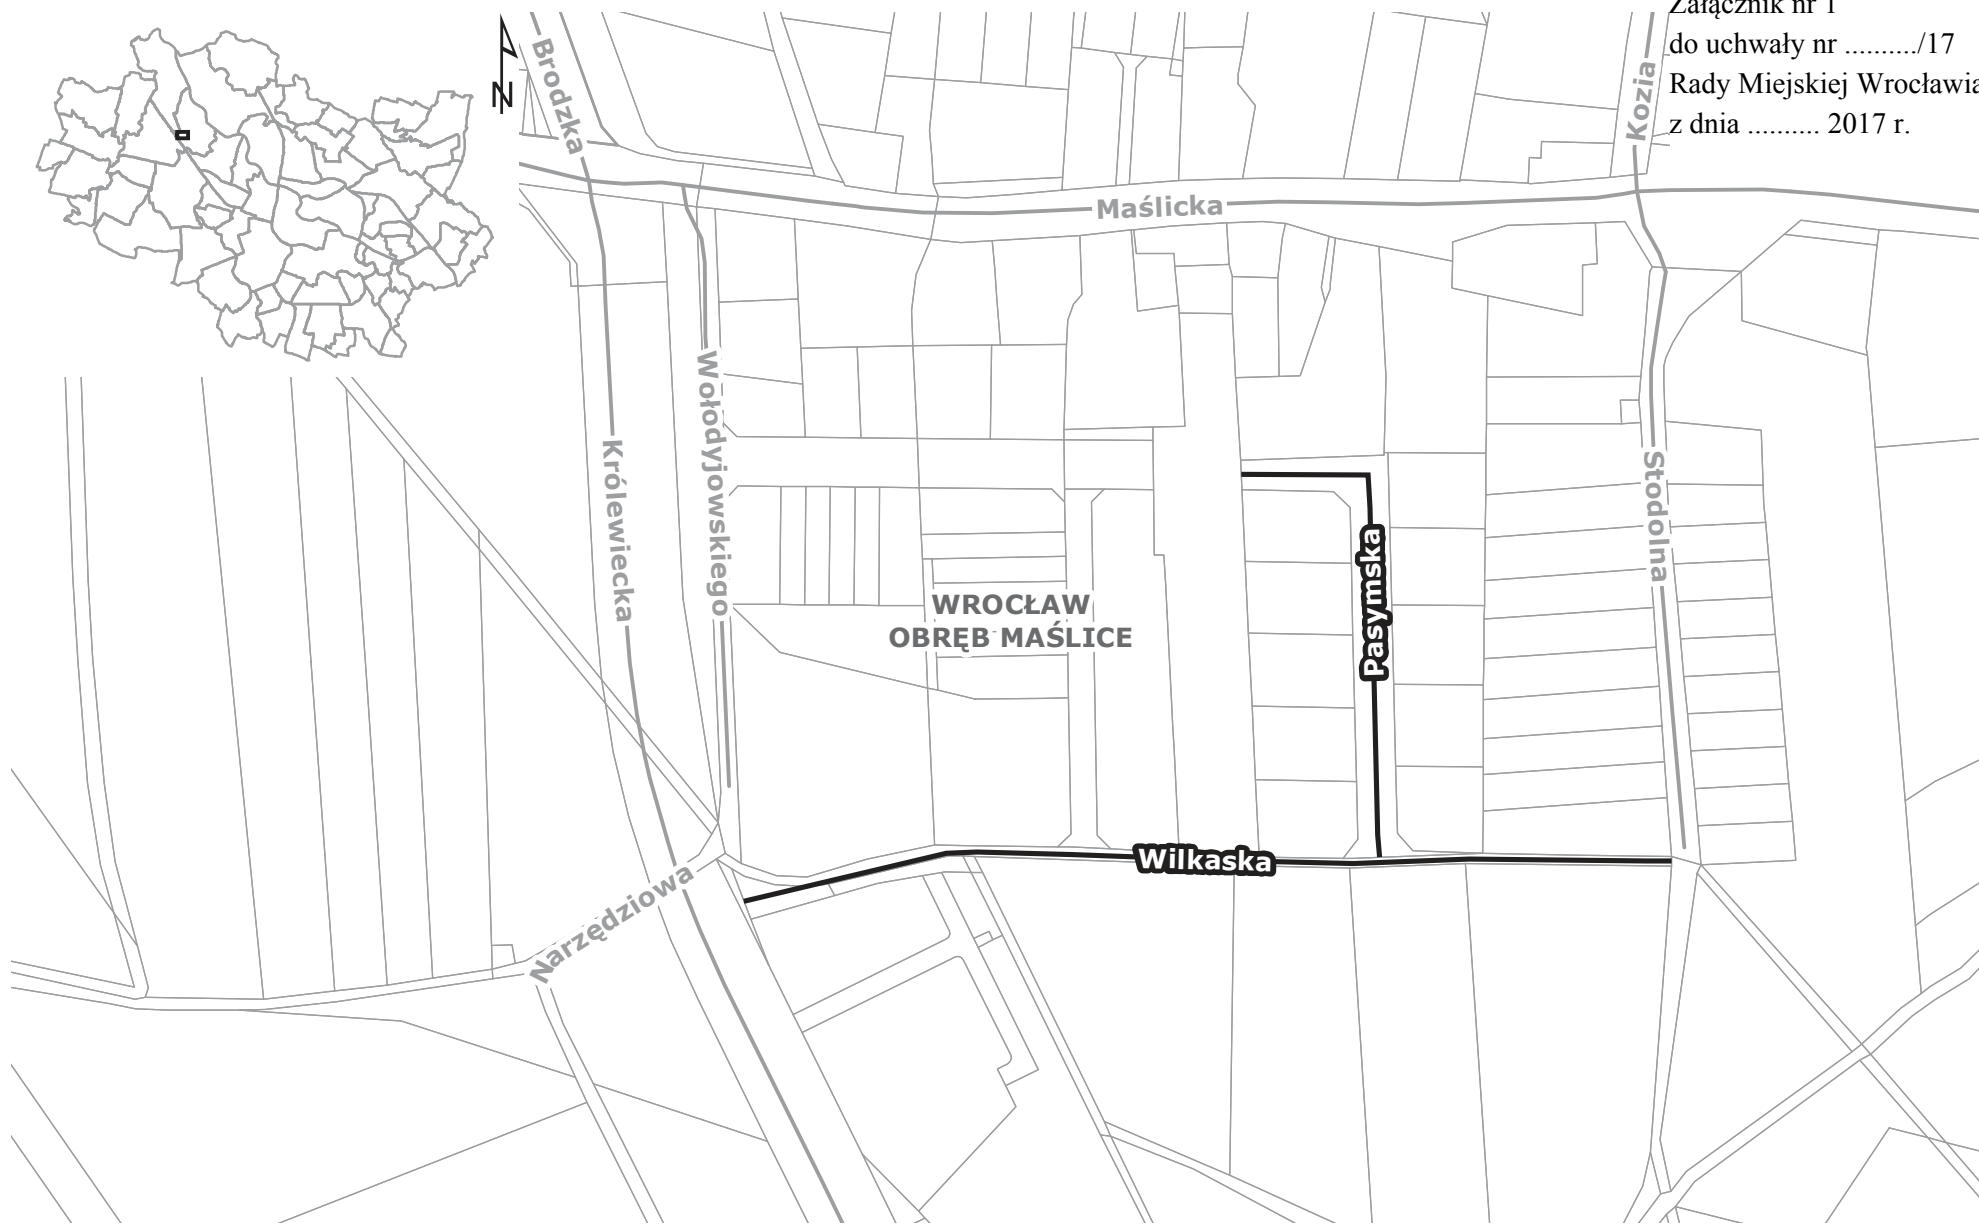 Załącznik nr 1
do uchwały nr ........../17
Rady Miejskiej Wrocławia
z dnia .......... 2017 r.
N
Brodzka
Kozia
Maślicka
Wołodyjowskiego
Królewiecka
Stodolna
Pasymska
WROCŁAW
OBRĘB MAŚLICE
Wilkaska
Narzędziowa